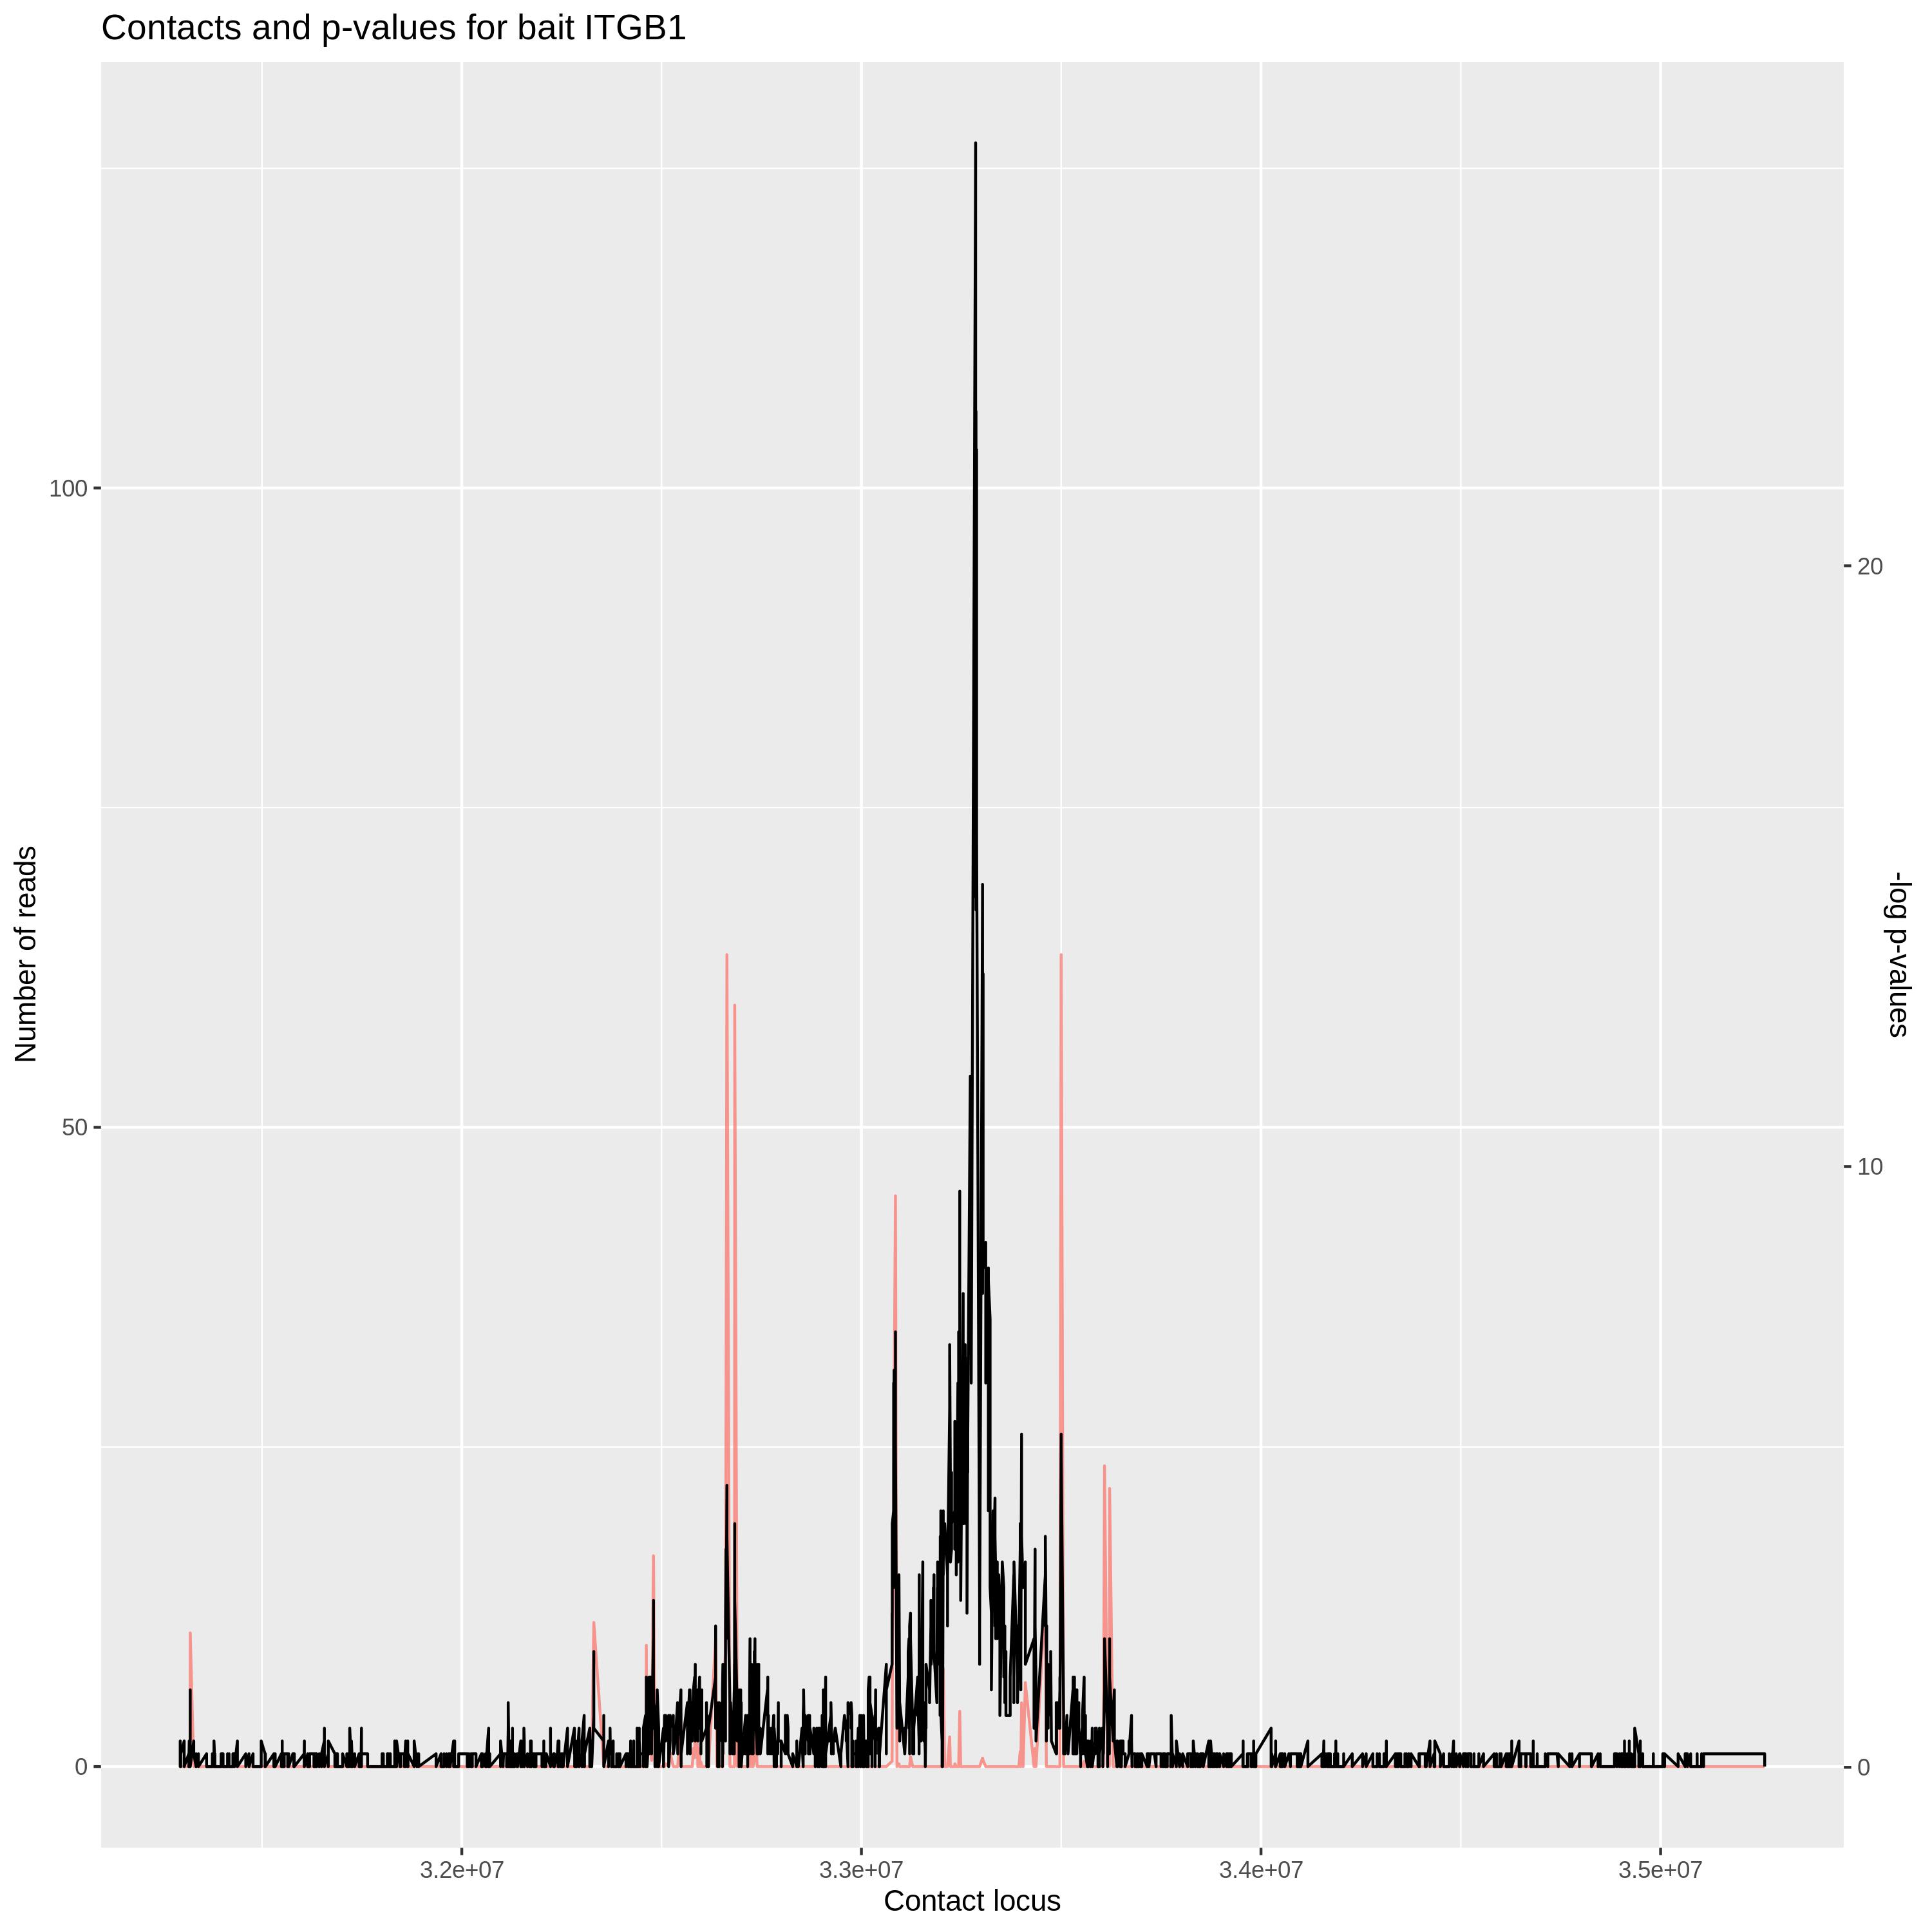 Contacts and p-values for bait ITGB1
100
50
0
Number of reads
20
10
0
-log p-values
3.2e+07
3.3e+07
3.4e+07
3.5e+07
Contact locus